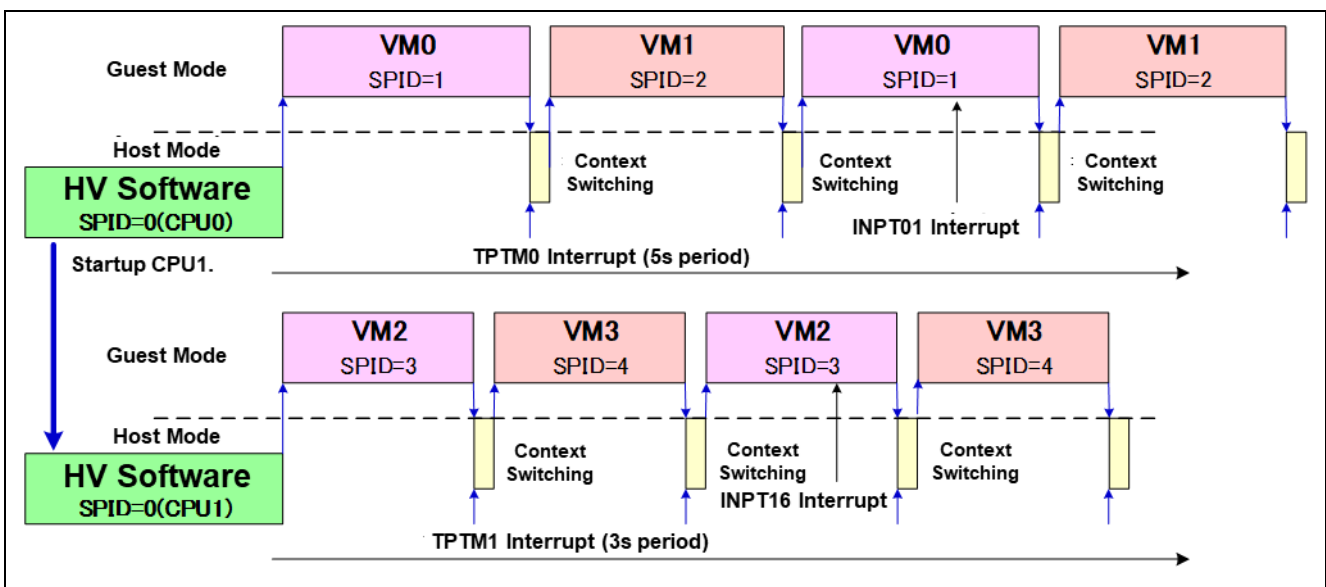 VM0
SPID=1
VM1
SPID=2
VM0
SPID=1
VM1
SPID=2
Guest Mode
Host Mode
HV Software
SPID=0(CPU0)
Context
Switching
Context
Switching
Context
Switching
INPT01 Interrupt
TPTM0 Interrupt (5s period)
Startup CPU1.
VM2
SPID=3
VM3
SPID=4
VM2
SPID=3
VM3
SPID=4
Guest Mode
Host Mode
HV Software
SPID=0(CPU1)
Context
Switching
Context
Switching
Context
Switching
INPT16 Interrupt
TPTM1 Interrupt (3s period)